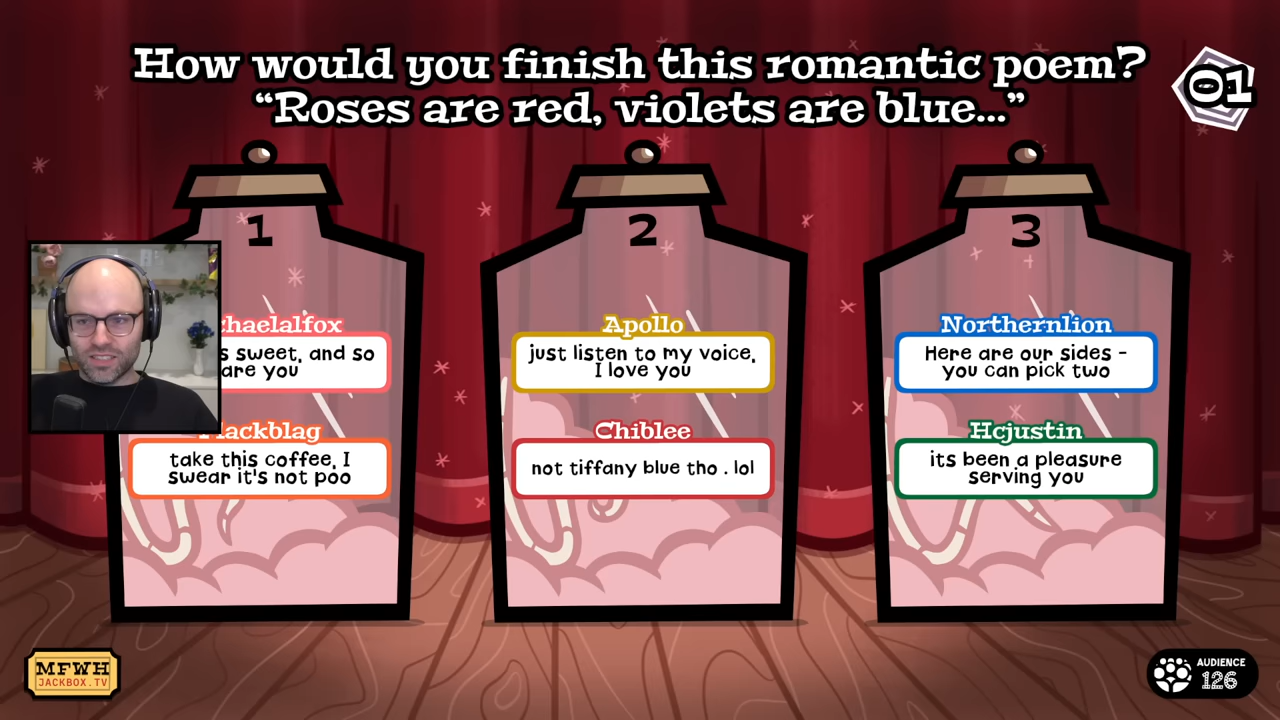 How would you finish this romantic poem?
“Roses are red, violets are blue...”
01
1
2
3
chaelalfox
s sweet, and so
are you
lackblag
take this coffee, I
swear it's not poo
Apollo
just listen to my voice,
I love you
Chiblee
not tiffany blue tho . lol
Northernlion
Here are our sides -
you can pick two
Hcjustin
its been a pleasure
serving you
MFWH
JACKBOX.TV
AUDIENCE
126